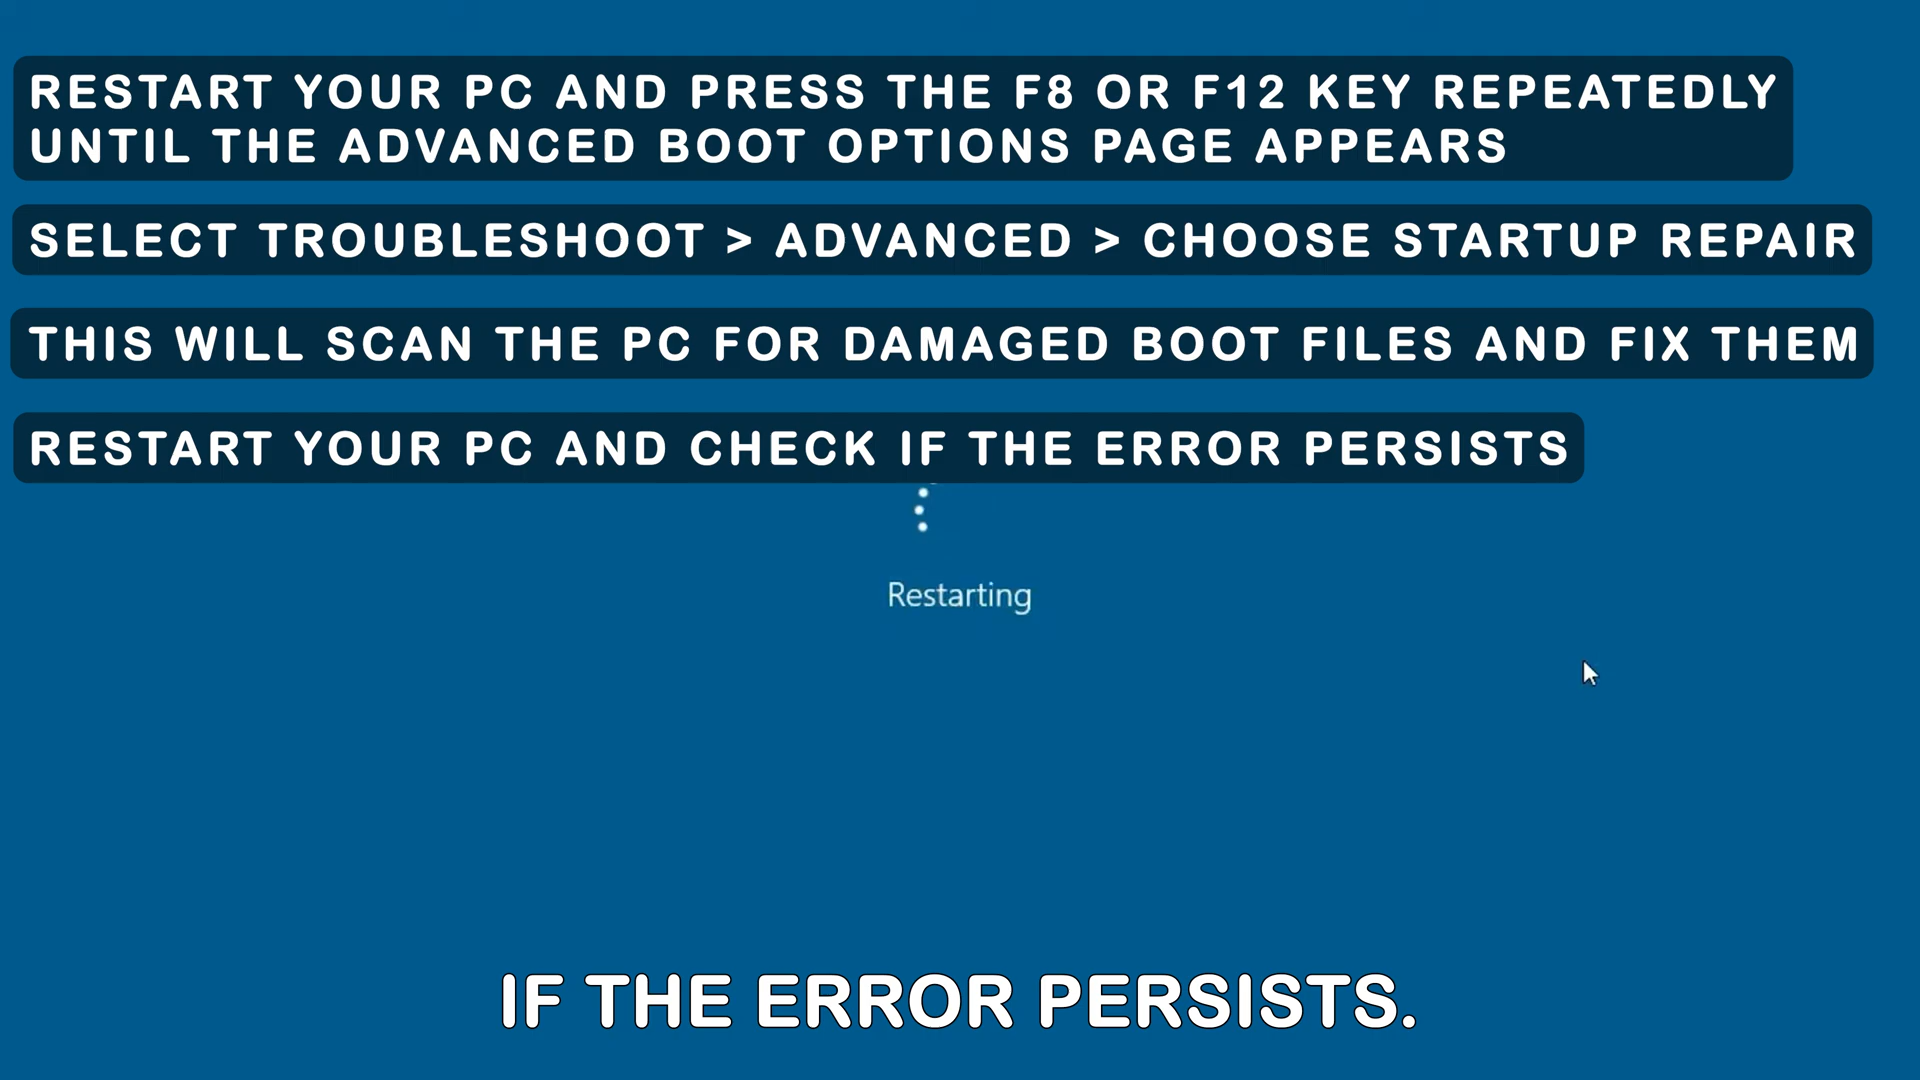 RESTART YOUR PC AND PRESS THE F8 OR F12 KEY REPEATEDLY
UNTIL THE ADVANCED BOOT OPTIONS PAGE APPEARS
SELECT TROUBLESHOOT > ADVANCED > CHOOSE STARTUP REPAIR
THIS WILL SCAN THE PC FOR DAMAGED BOOT FILES AND FIX THEM
RESTART YOUR PC AND CHECK IF THE ERROR PERSISTS
Restarting
IF THE ERROR PERSISTS.